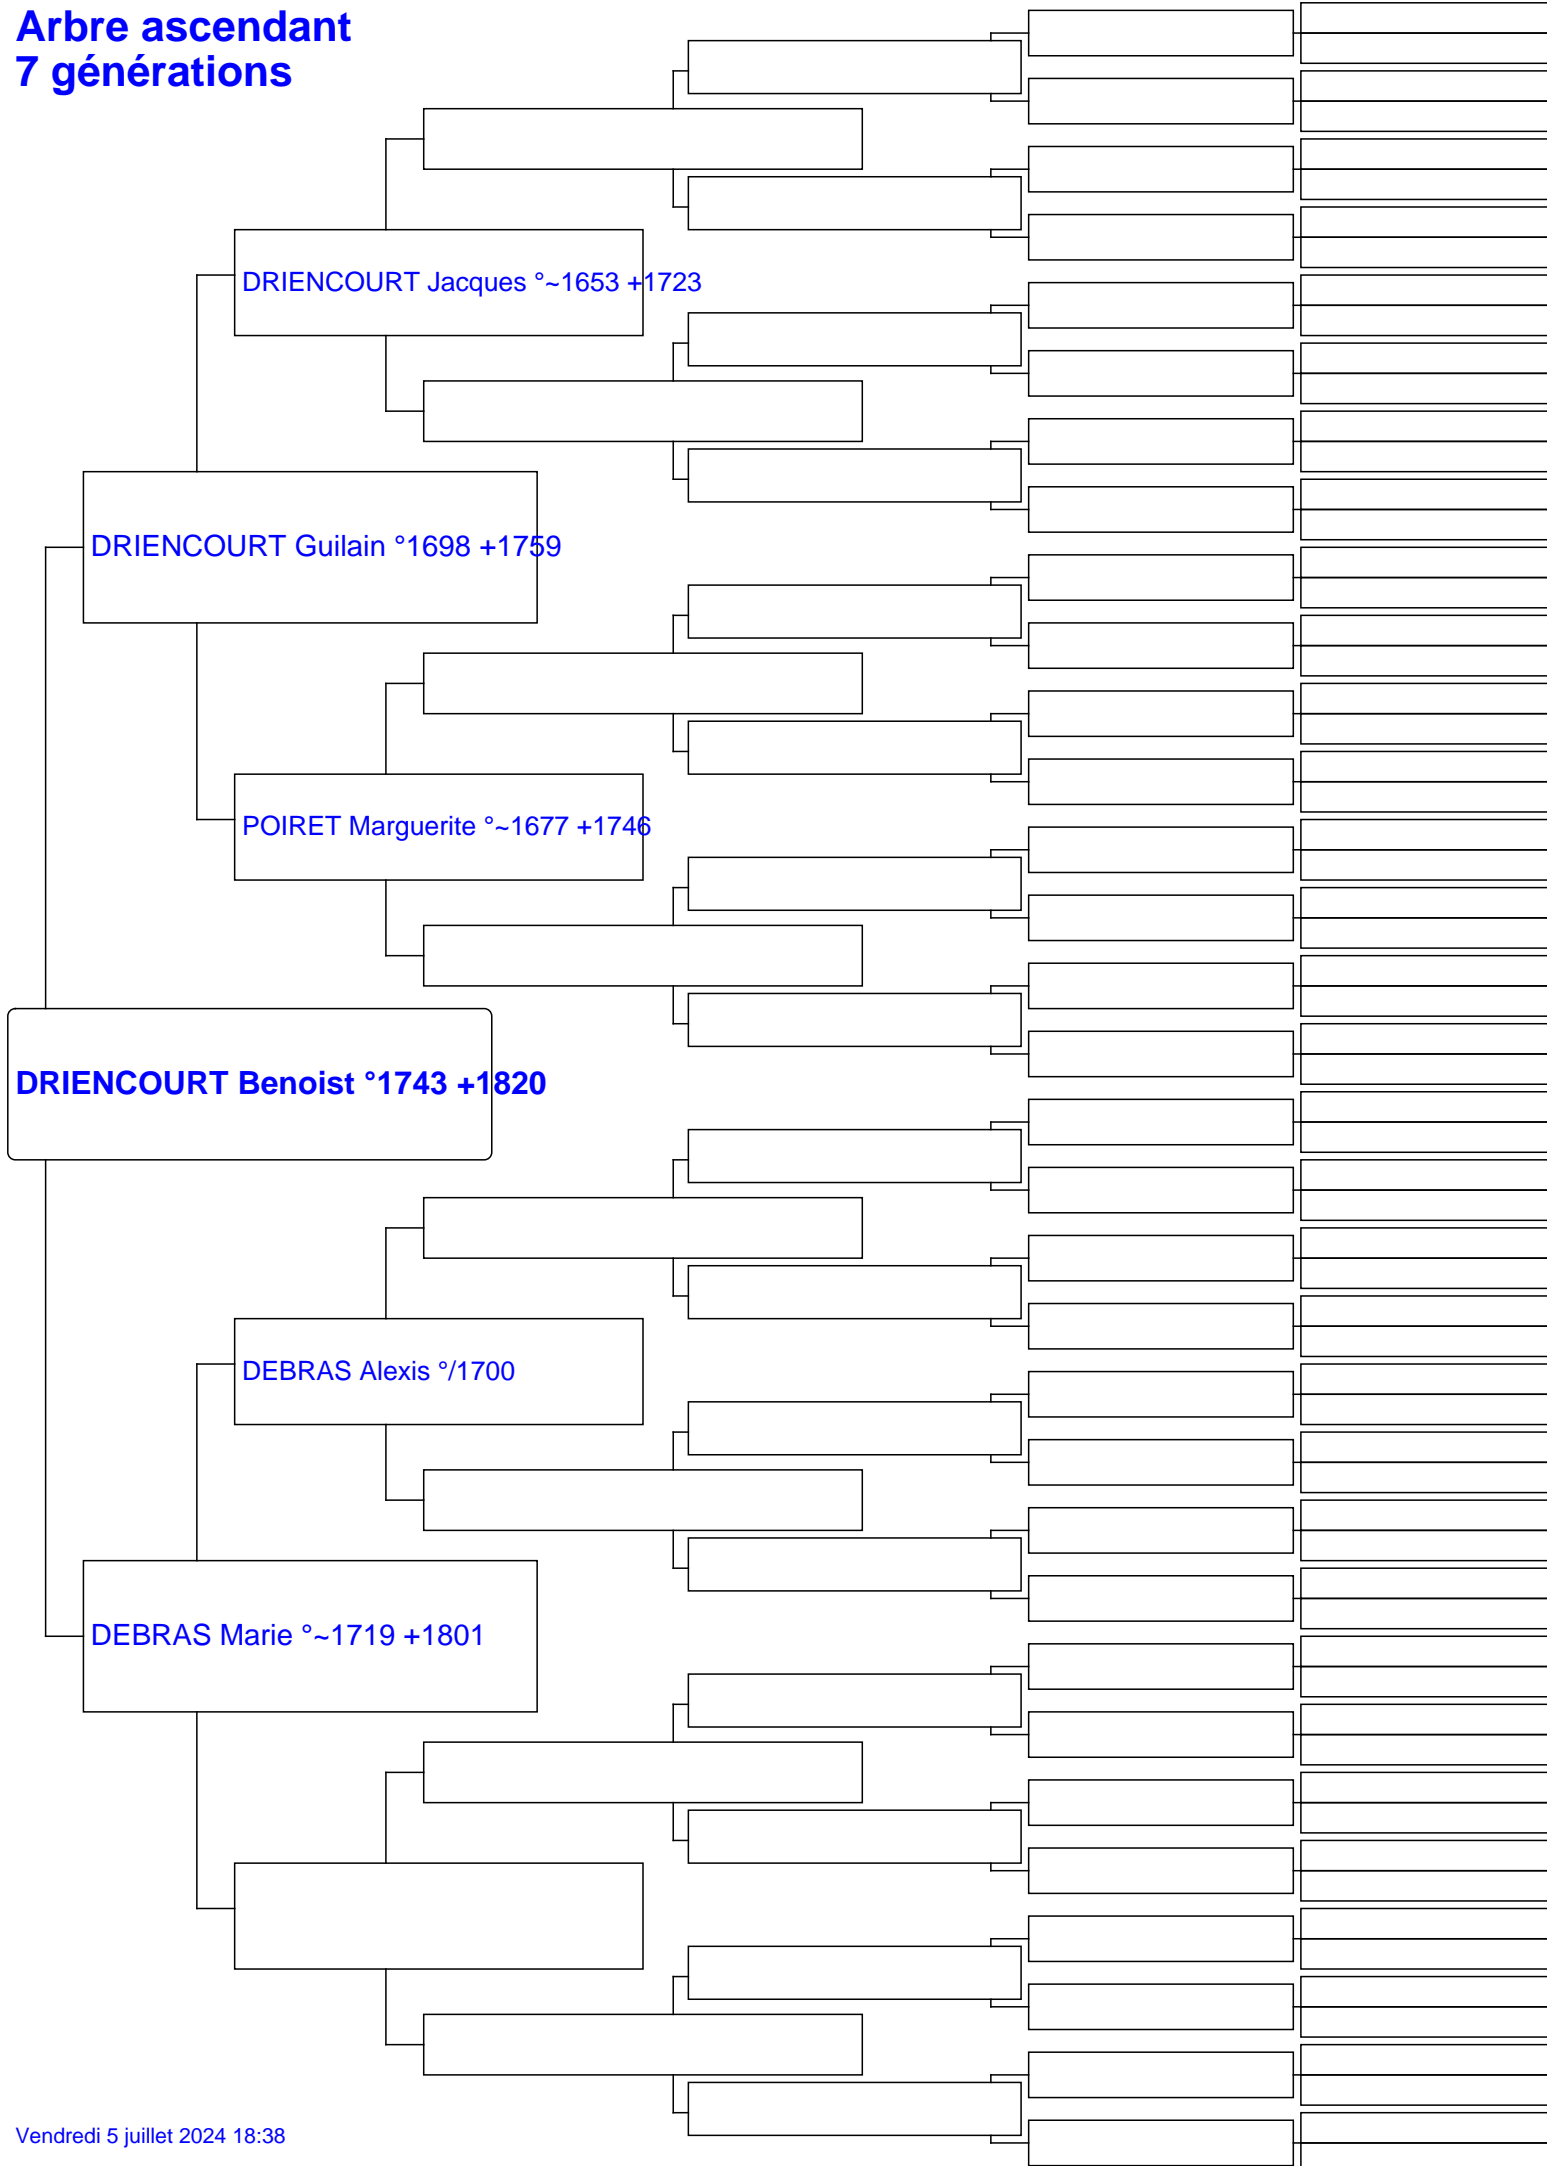 Arbre ascendant
7 générations
DRIENCOURT Jacques °~1653 +1723
DRIENCOURT Guilain °1698 +1759
POIRET Marguerite °~1677 +1746
DRIENCOURT Benoist °1743 +1820
DEBRAS Alexis °/1700
DEBRAS Marie °~1719 +1801
Vendredi 5 juillet 2024 18:38